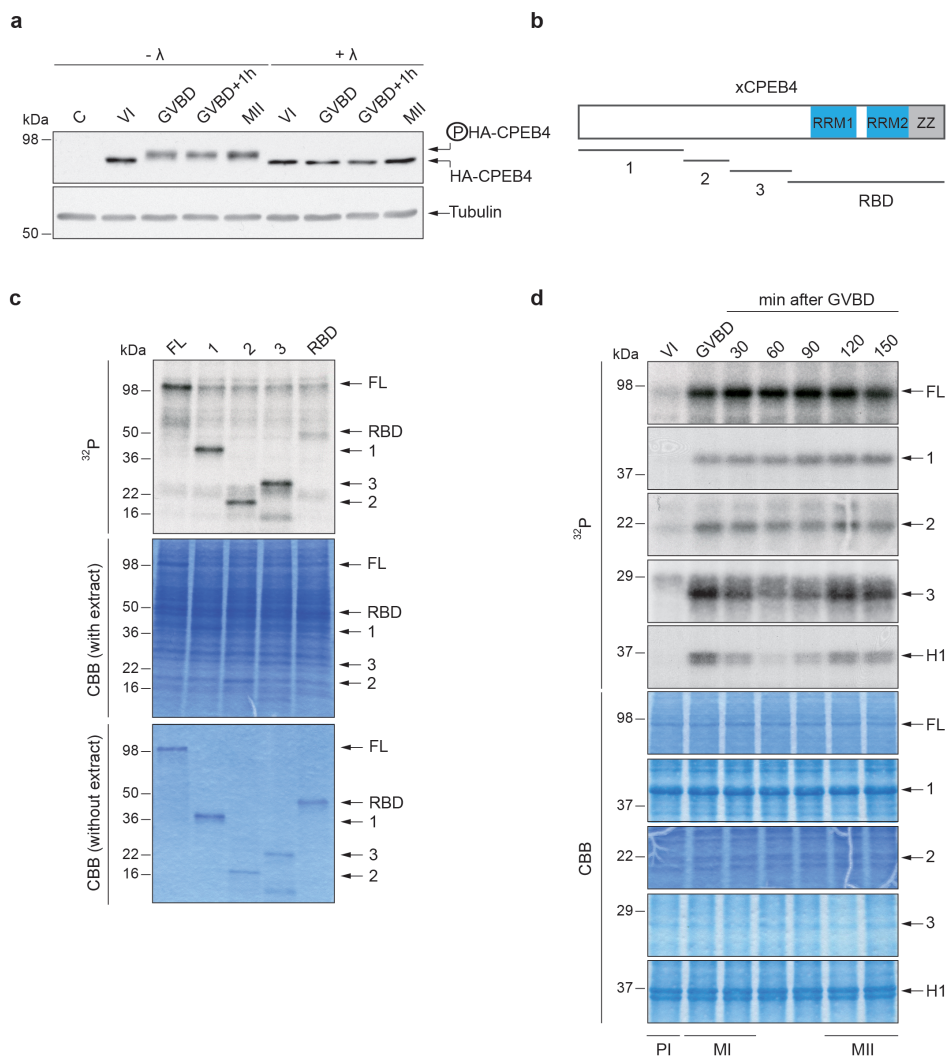 a
- λ
+ λ
C VI GVBD GVBD+1h MII VI GVBD GVBD+1h MII
kDa
98
P HA-CPEB4
HA-CPEB4
Tubulin
50
b
xCPEB4
RRM1 RRM2 ZZ
1
2
3
RBD
c
kDa FL 1 2 3 RBD
32P
98
50
36
22
16
FL
RBD
1
3
2
CBB (with extract)
98
50
36
22
16
FL
RBD
1
3
2
CBB (without extract)
98
50
36
22
16
FL
RBD
1
3
2
d
min after GVBD
kDa VI GVBD 30 60 90 120 150
32P
98 FL
37 1
22 2
29 3
37 H1
CBB
98 FL
37 1
22 2
29 3
37 H1
PI MI MII